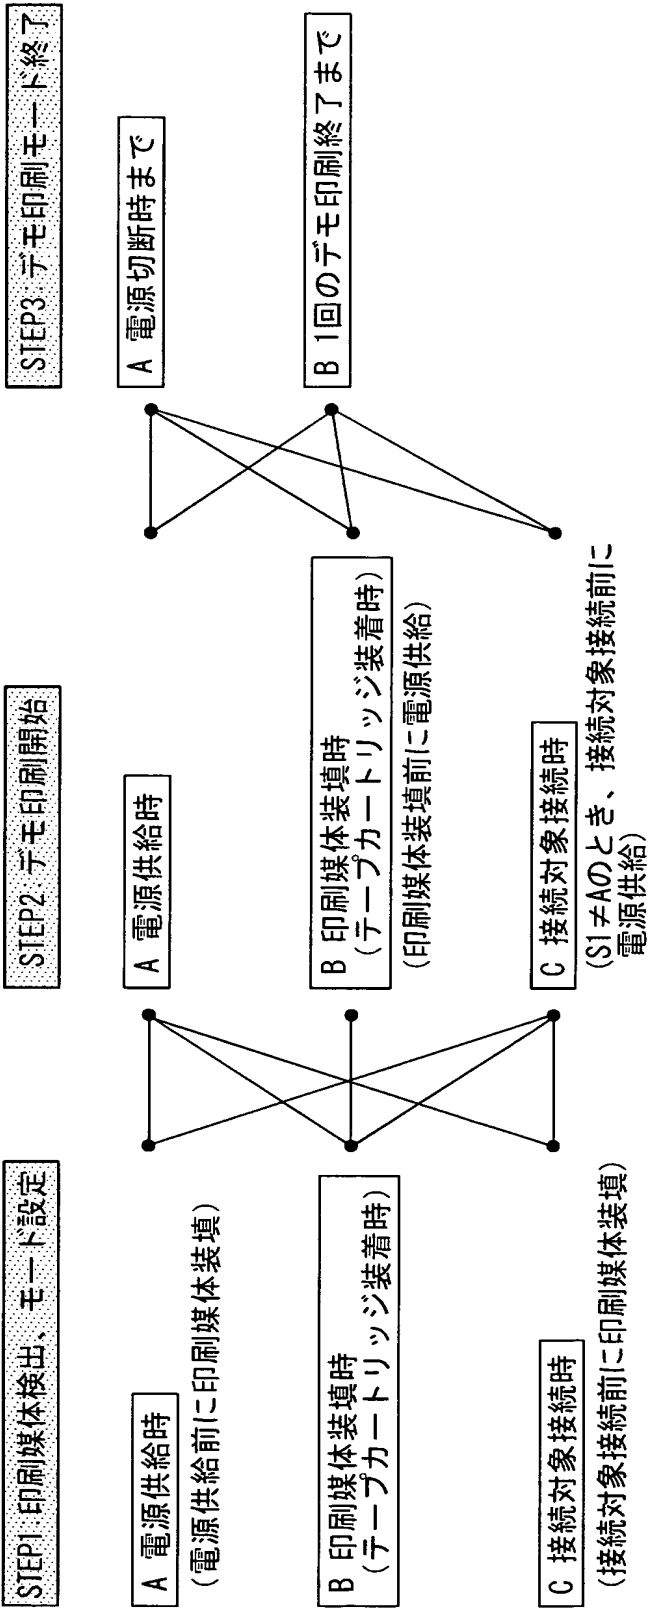 STEP1:印刷媒体検出、モード設定
A 電源供給時
(電源供給前に印刷媒体装填)
B 印刷媒体装填時
(テープカートリッジ装着時)
C 接続対象接続時
(接続対象接続前に印刷媒体装填)
STEP2:デモ印刷開始
A 電源供給時
B 印刷媒体装填時
(テープカートリッジ装着時)
(印刷媒体装填前に電源供給)
C 接続対象接続時
(S1≠Aのとき、接続対象接続前に
電源供給)
STEP3:デモ印刷モード終了
A 電源切断時まで
B 1回のデモ印刷終了まで